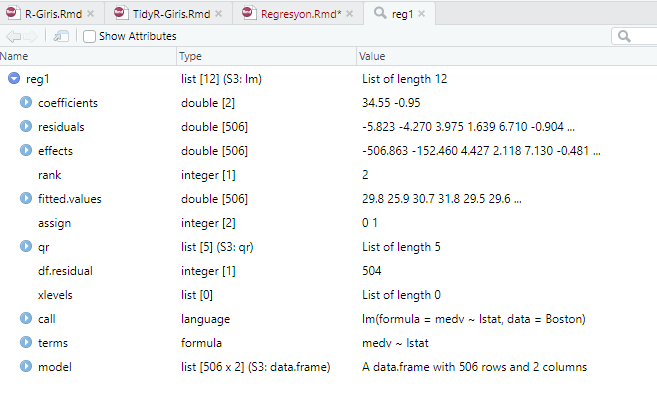 R-Giris.Rmd × TidyR-Giris.Rmd × Regresyon.Rmd* × reg1 ×
Show Attributes
Name Type Value
reg1 list [12] (S3: lm) List of length 12
coefficients double [2] 34.55 -0.95
residuals double [506] -5.823 -4.270 3.975 1.639 6.710 -0.904 ...
effects double [506] -506.863 -152.460 4.427 2.118 7.130 -0.481 ...
rank integer [1] 2
fitted.values double [506] 29.8 25.9 30.7 31.8 29.5 29.6 ...
assign integer [2] 0 1
qr list [5] (S3: qr) List of length 5
df.residual integer [1] 504
xlevels list [0] List of length 0
call language lm(formula = medv ~ lstat, data = Boston)
terms formula medv ~ lstat
model list [506 x 2] (S3: data.frame) A data.frame with 506 rows and 2 columns